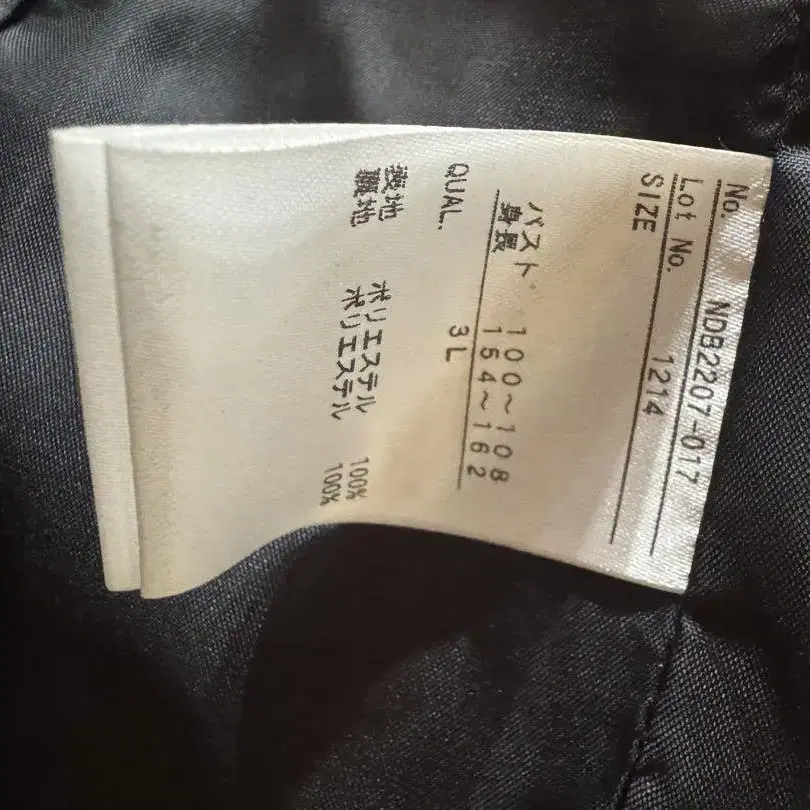 No. NDB2207-017
Lot No. 1214
SIZE
バスト 100~108
身長 154~162
3L
QUAL.
表地 ポリエステル 100%
裏地 ポリエステル 100%